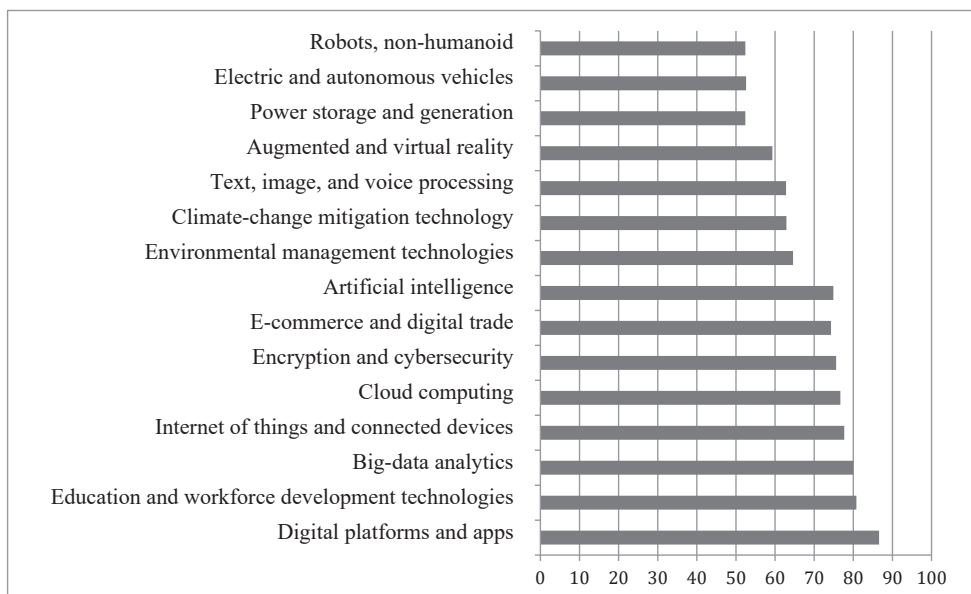 Robots, non-humanoid
Electric and autonomous vehicles
Power storage and generation
Augmented and virtual reality
Text, image, and voice processing
Climate-change mitigation technology
Environmental management technologies
Artificial intelligence
E-commerce and digital trade
Encryption and cybersecurity
Cloud computing
Internet of things and connected devices
Big-data analytics
Education and workforce development technologies
Digital platforms and apps
0 10 20 30 40 50 60 70 80 90 100